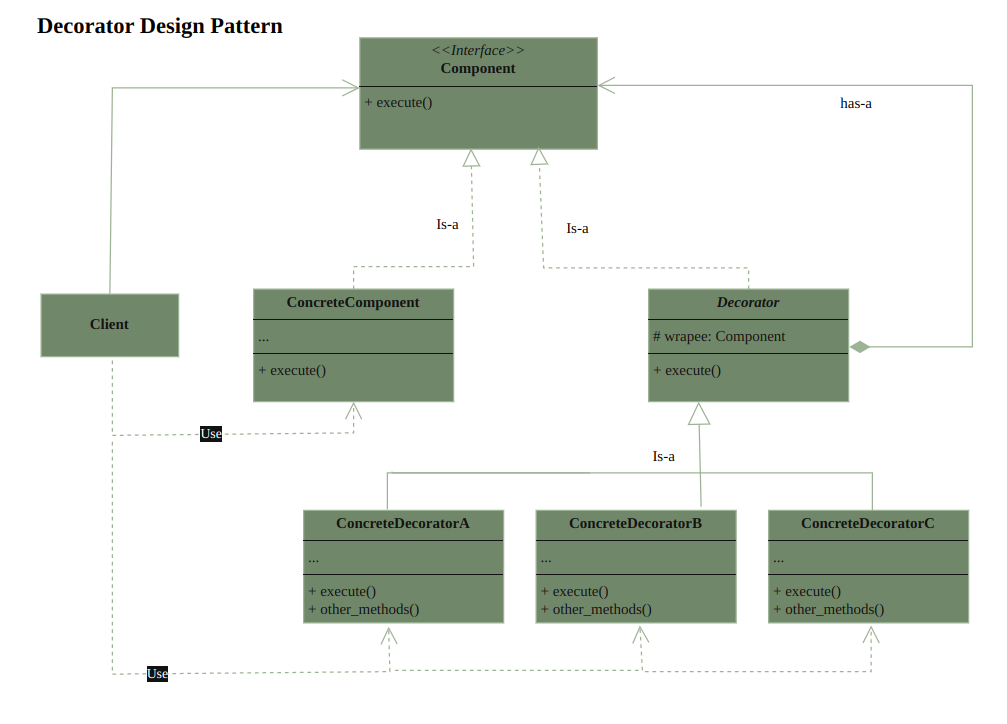 Decorator Design Pattern
<<Interface>>
Component
+ execute()
has-a
Is-a
Is-a
Client
ConcreteComponent
...
+ execute()
Decorator
# wrapee: Component
+ execute()
Use
Is-a
ConcreteDecoratorA
...
+ execute()
+ other_methods()
ConcreteDecoratorB
...
+ execute()
+ other_methods()
ConcreteDecoratorC
...
+ execute()
+ other_methods()
Use